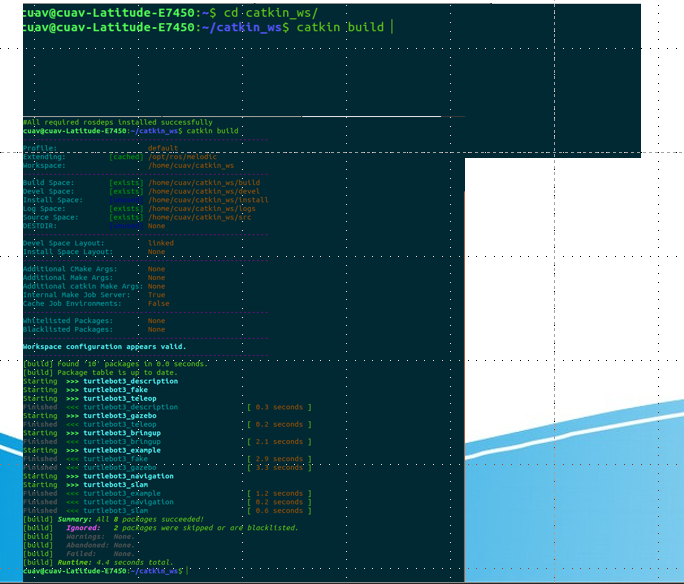 cuav@cuav-Latitude-E7450:~$ cd catkin_ws/
cuav@cuav-Latitude-E7450:~/catkin_ws$ catkin build
#All required rosdeps installed successfully
cuav@cuav-Latitude-E7450:~/catkin_ws$ catkin build
Profile: default
Extending: [cached] /opt/ros/melodic
Workspace: /home/cuav/catkin_ws
Build Space: [exists] /home/cuav/catkin_ws/build
Devel Space: [exists] /home/cuav/catkin_ws/devel
Install Space: /home/cuav/catkin_ws/install
Log Space: [exists] /home/cuav/catkin_ws/logs
Source Space: [exists] /home/cuav/catkin_ws/src
DESTDIR: None
Devel Space Layout: linked
Install Space Layout: None
Additional CMake Args: None
Additional Make Args: None
Additional catkin Make Args: None
Internal Make Job Server: True
Cache Job Environments: False
Whitelisted Packages: None
Blacklisted Packages: None
Workspace configuration appears valid.
[build] Found '10' packages in 0.0 seconds.
[build] Package table is up to date.
Starting >>> turtlebot3_description
Starting >>> turtlebot3_fake
Starting >>> turtlebot3_teleop
Finished <<< turtlebot3_description [ 0.3 seconds ]
Starting >>> turtlebot3_gazebo
Finished <<< turtlebot3_teleop [ 0.2 seconds ]
Starting >>> turtlebot3_bringup
Finished <<< turtlebot3_bringup [ 2.1 seconds ]
Starting >>> turtlebot3_example
Finished <<< turtlebot3_fake [ 2.9 seconds ]
Finished <<< turtlebot3_gazebo [ 3.3 seconds ]
Starting >>> turtlebot3_navigation
Starting >>> turtlebot3_slam
Finished <<< turtlebot3_example [ 1.2 seconds ]
Finished <<< turtlebot3_navigation [ 0.2 seconds ]
Finished <<< turtlebot3_slam [ 0.6 seconds ]
[build] Summary: All 8 packages succeeded!
[build] Ignored: 2 packages were skipped or are blacklisted.
[build] Warnings: None.
[build] Abandoned: None.
[build] Failed: None.
[build] Runtime: 4.4 seconds total.
cuav@cuav-Latitude-E7450:~/catkin_ws$